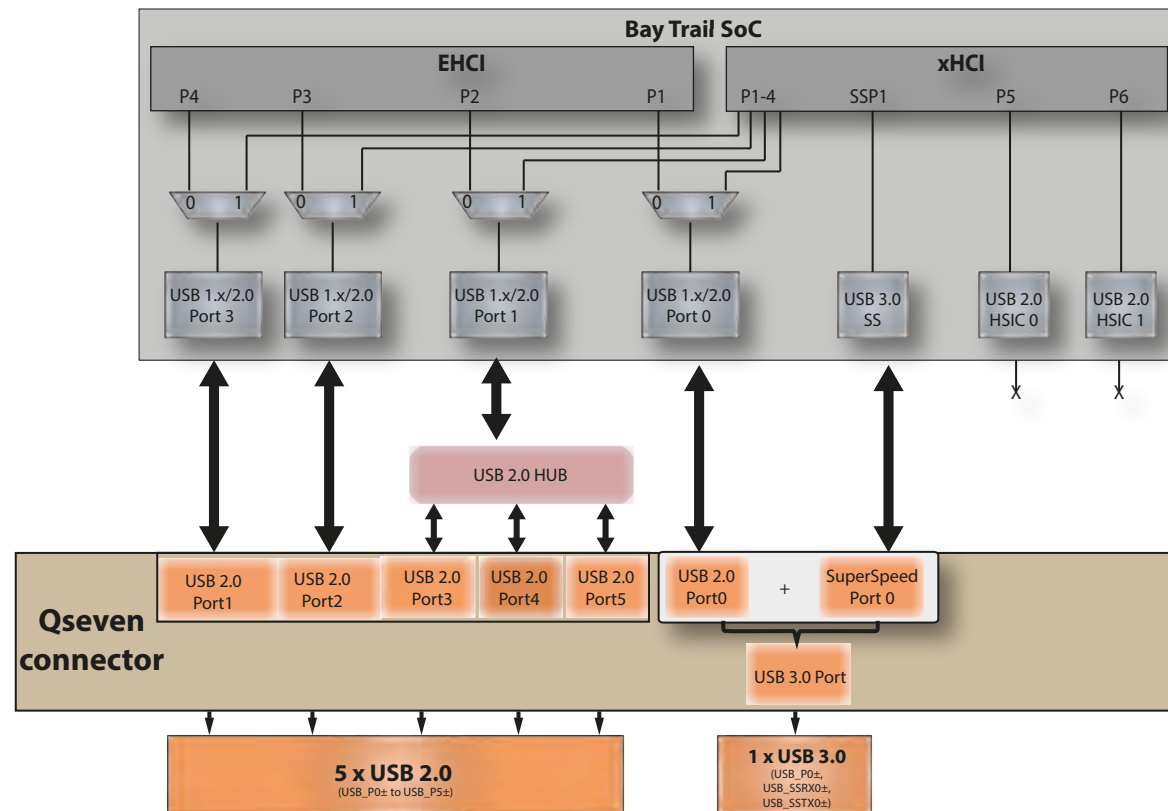 Bay Trail SoC
EHCI
xHCI
P4
P3
P2
P1
P1-4
SSP1
P5
P6
0
1
0
1
0
1
0
1
USB 1.x/2.0
Port 3
USB 1.x/2.0
Port 2
USB 1.x/2.0
Port 1
USB 1.x/2.0
Port 0
USB 3.0
SS
USB 2.0
HSIC 0
USB 2.0
HSIC 1
X
X
USB 2.0 HUB
Qseven
connector
USB 2.0
Port1
USB 2.0
Port2
USB 2.0
Port3
USB 2.0
Port4
USB 2.0
Port5
USB 2.0
Port0
+
SuperSpeed
Port 0
USB 3.0 Port
5 x USB 2.0
(USB_P0± to USB_P5±)
1 x USB 3.0
(USB_P0±,
USB_SSRX0±,
USB_SSTX0±)